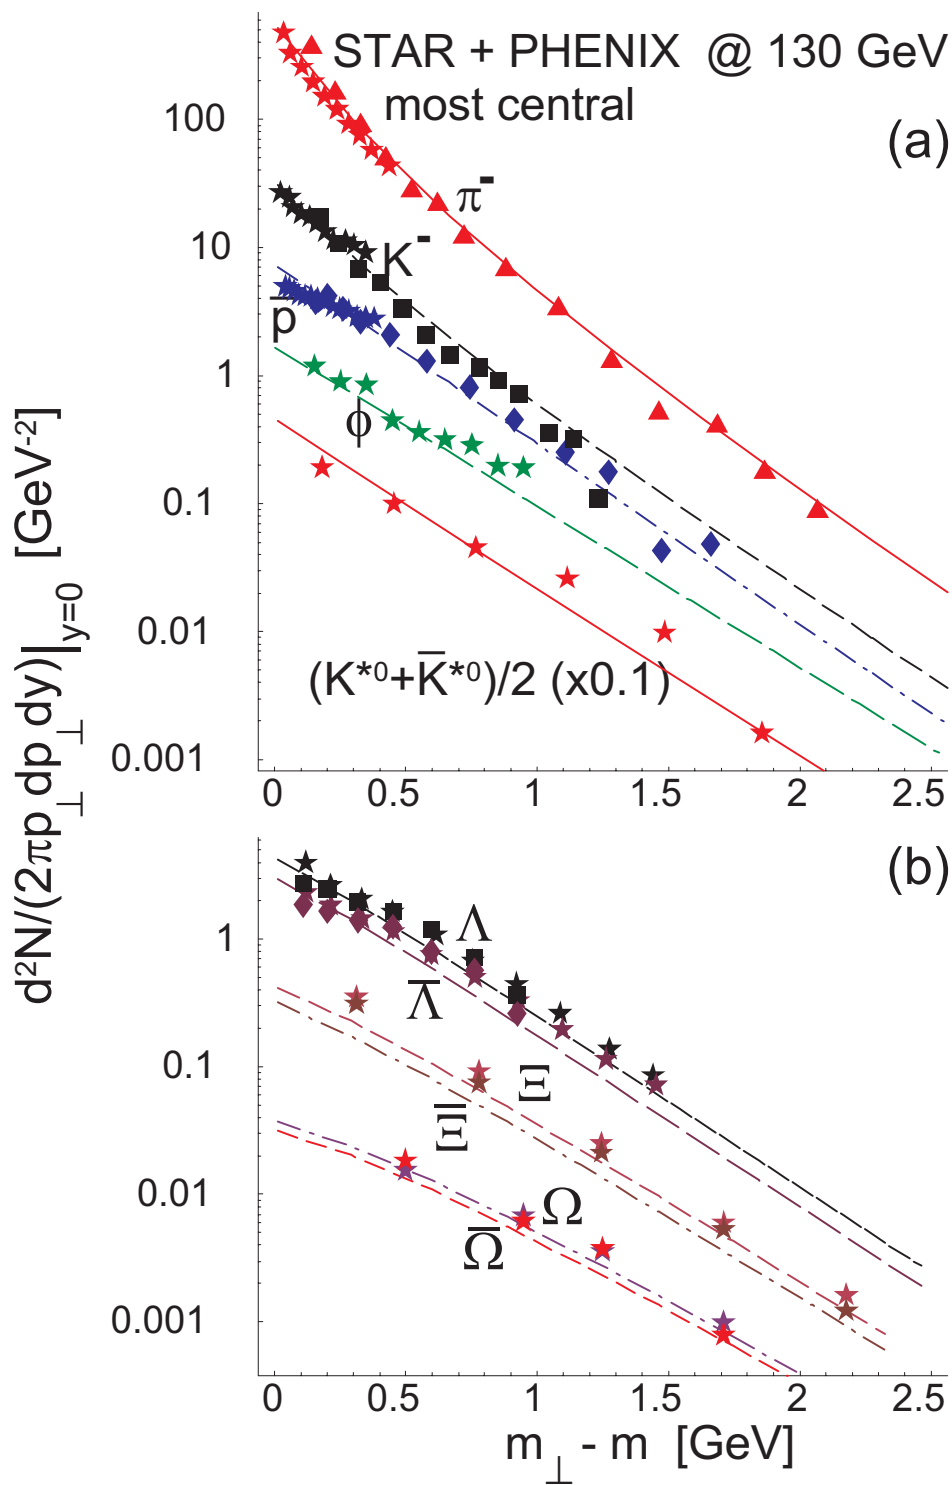 STAR + PHENIX @ 130 GeV
most central
(a)
100
10
1
0.1
0.01
0.001
π⁻
K⁻
p̅
ϕ
(K*⁰+K̅*⁰)/2 (x0.1)
0 0.5 1 1.5 2 2.5
d²N/(2πp⊥dp⊥dy)|y=0 [GeV⁻²]
(b)
1
0.1
0.01
0.001
Λ
Λ̅
Ξ
Ξ̅
Ω
Ω̅
0 0.5 1 1.5 2 2.5
m⊥ - m [GeV]